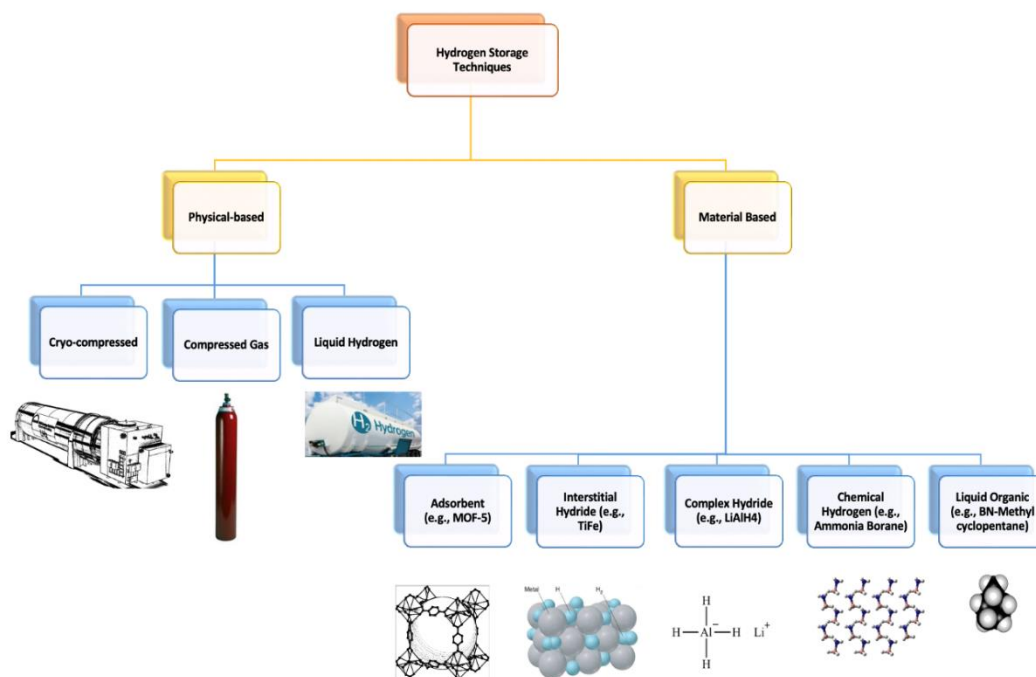 Hydrogen Storage
Techniques
Physical-based
Material Based
Cryo-compressed
Compressed Gas
Liquid Hydrogen
H2 Hydrogen
Adsorbent
(e.g., MOF-5)
Interstitial
Hydride (e.g.,
TiFe)
Complex Hydride
(e.g., LiAlH4)
Chemical
Hydrogen (e.g.,
Ammonia Borane)
Liquid Organic
(e.g., BN-Methyl
cyclopentane)
Metal H H2
H
H—Al—H Li+
H